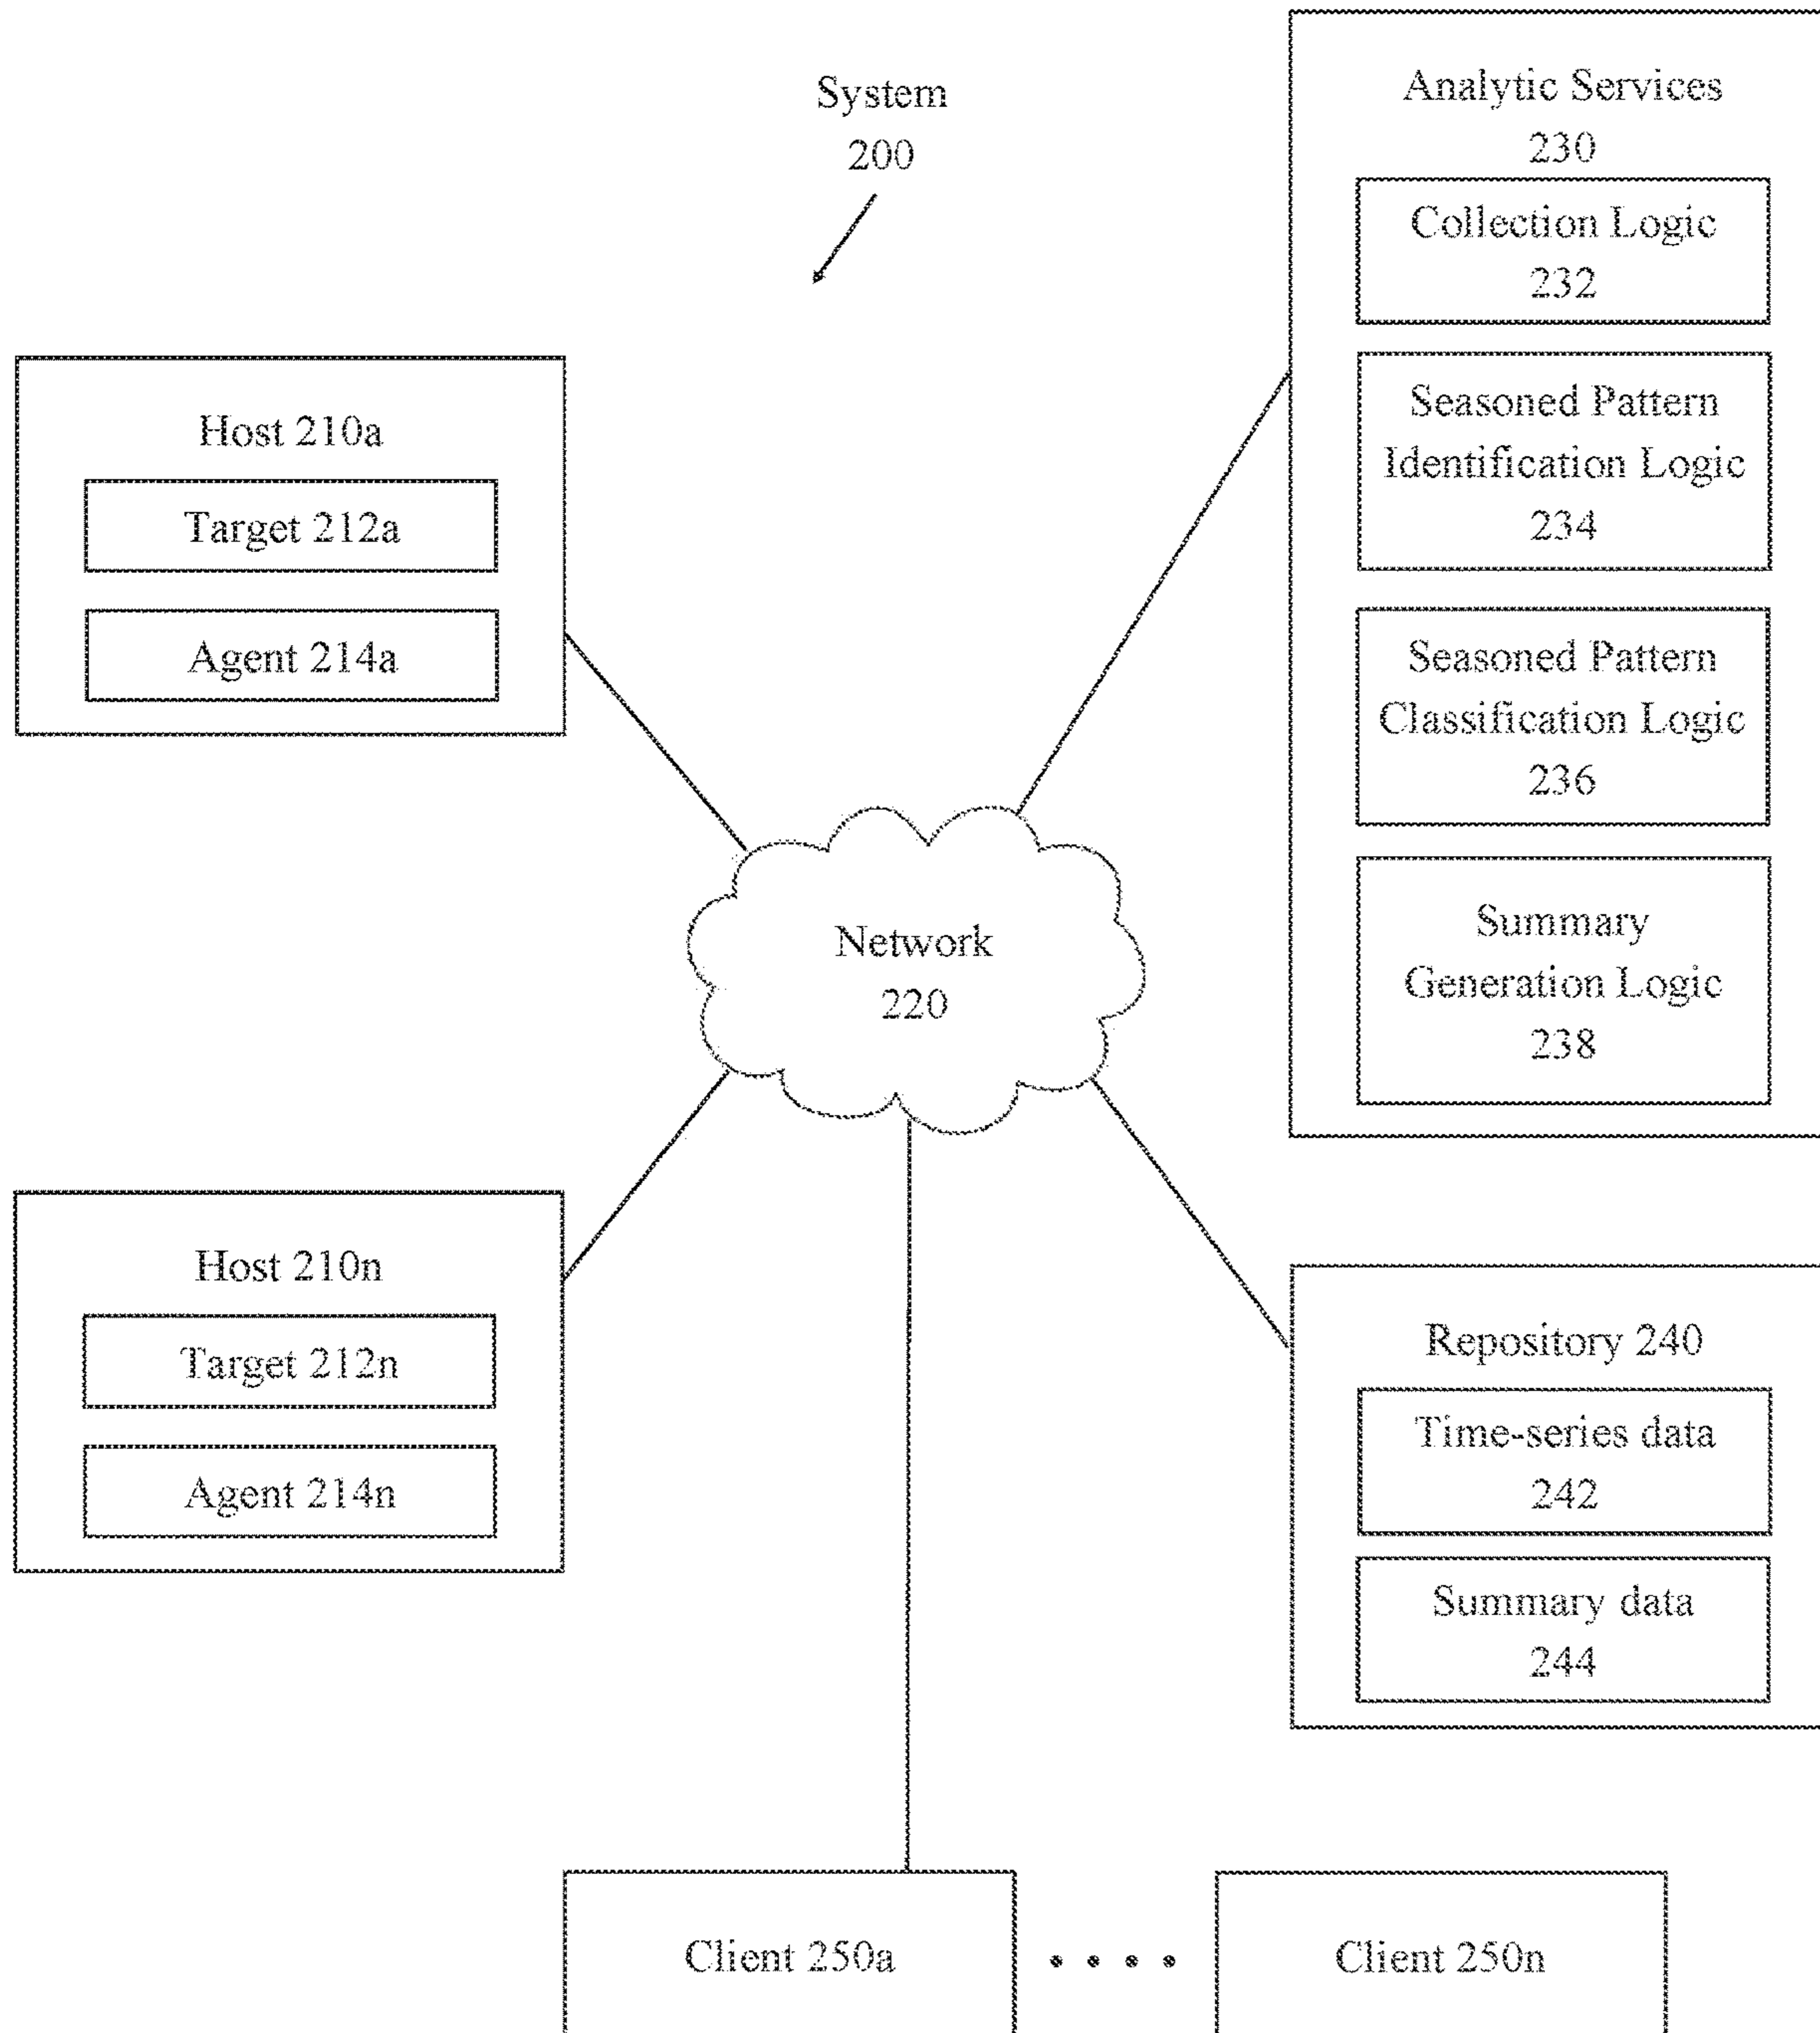 System
200
Analytic Services
230
Collection Logic
232
Seasoned Pattern
Identification Logic
234
Seasoned Pattern
Classification Logic
236
Summary
Generation Logic
238
Host 210a
Target 212a
Agent 214a
Network
220
Host 210n
Target 212n
Agent 214n
Repository 240
Time-series data
242
Summary data
244
Client 250a
Client 250n